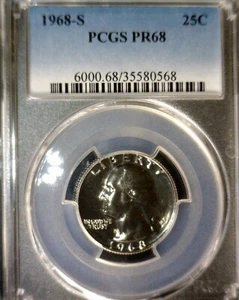 1968-S 25C
PCGS PR68
6000.68/35580568
LIBERTY
IN GOD WE
TRUST
1968